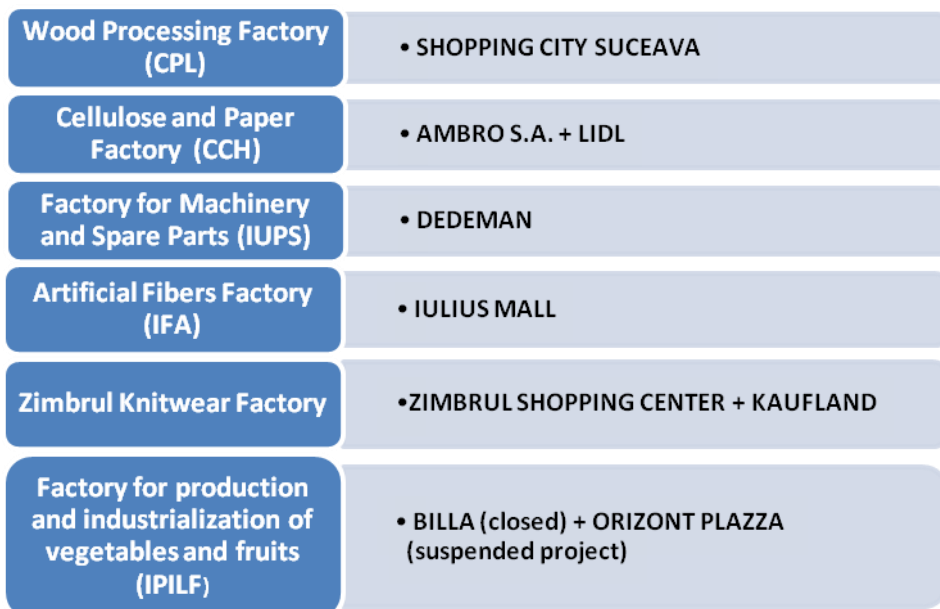 Wood Processing Factory
(CPL)
• SHOPPING CITY SUCEAVA
Cellulose and Paper
Factory (CCH)
• AMBRO S.A. + LIDL
Factory for Machinery
and Spare Parts (IUPS)
• DEDEMAN
Artificial Fibers Factory
(IFA)
• IULIUS MALL
Zimbrul Knitwear Factory
•ZIMBRUL SHOPPING CENTER + KAUFLAND
Factory for production
and industrialization of
vegetables and fruits
(IPILF)
• BILLA (closed) + ORIZONT PLAZZA
(suspended project)